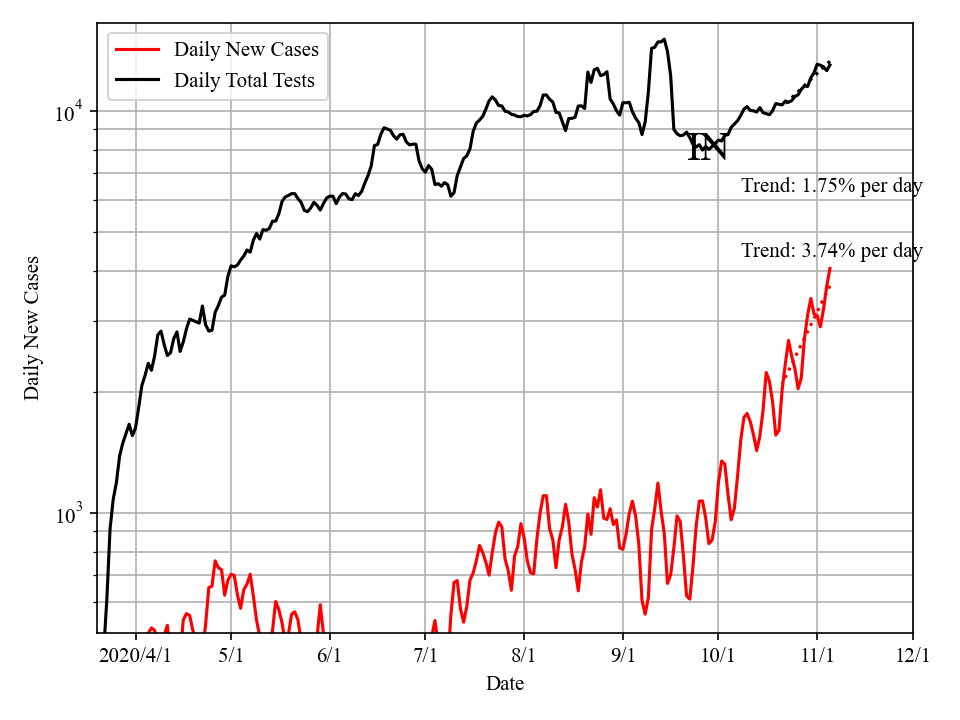 Daily New Cases
Daily Total Tests
10⁴
IN
Trend: 1.75% per day
Trend: 3.74% per day
Daily New Cases
10³
2020/4/1 5/1 6/1 7/1 8/1 9/1 10/1 11/1 12/1
Date